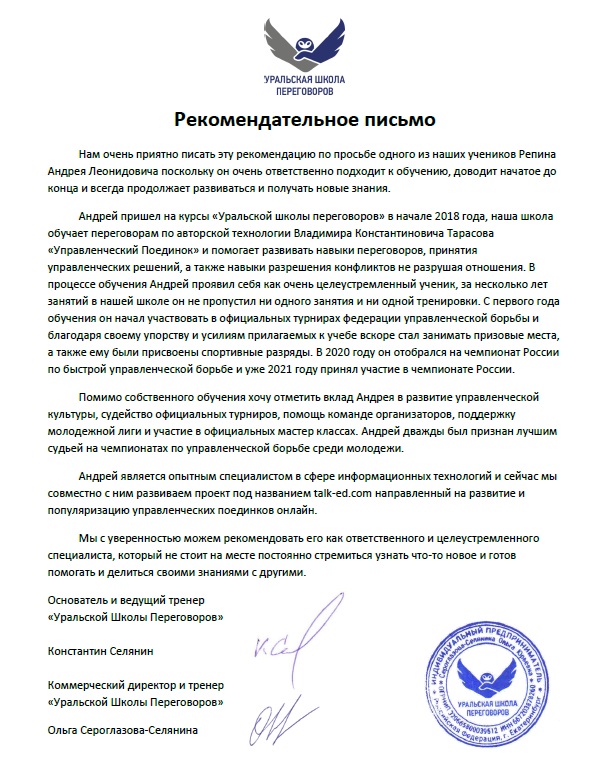 УРАЛЬСКАЯ ШКОЛА
ПЕРЕГОВОРОВ
Рекомендательное письмо
Нам очень приятно писать эту рекомендацию по просьбе одного из наших учеников Репина
Андрея Леонидовича поскольку он очень ответственно подходит к обучению, доводит начатое до
конца и всегда продолжает развиваться и получать новые знания.
Андрей пришел на курсы «Уральской школы переговоров» в начале 2018 года, наша школа
обучает переговорам по авторской технологии Владимира Константиновича Тарасова
«Управленческий Поединок» и помогает развивать навыки переговоров, принятия
управленческих решений, а также навыки разрешения конфликтов не разрушая отношения. В
процессе обучения Андрей проявил себя как очень целеустремленный ученик, за несколько лет
занятий в нашей школе он не пропустил ни одного занятия и ни одной тренировки. С первого года
обучения он начал участвовать в официальных турнирах федерации управленческой борьбы и
благодаря своему упорству и усилиям прилагаемых к учебе вскоре стал занимать призовые места,
а также ему были присвоены спортивные разряды. В 2020 году он отобрался на чемпионат России
по быстрой управленческой борьбе и уже 2021 году принял участие в чемпионате России.
Помимо собственного обучения хочу отметить вклад Андрея в развитие управленческой
культуры, судейство официальных турниров, помощь команде организаторов, поддержку
молодежной лиги и участие в официальных мастер классах. Андрей дважды был признан лучшим
судьей на чемпионатах по управленческой борьбе среди молодежи.
Андрей является опытным специалистом в сфере информационных технологий и сейчас мы
совместно с ним развиваем проект под названием talk-ed.com направленный на развитие и
популяризацию управленческих поединков онлайн.
Мы с уверенностью можем рекомендовать его как ответственного и целеустремленного
специалиста, который не стоит на месте постоянно стремиться узнать что-то новое и готов
помогать и делиться своими знаниями с другими.
Основатель и ведущий тренер
«Уральской Школы Переговоров»
Константин Селянин
Коммерческий директор и тренер
«Уральской Школы Переговоров»
Ольга Сероглазова-Селянина
ИНДИВИДУАЛЬНЫЙ ПРЕДПРИНИМАТЕЛЬ
Сероглазова-Селянина Ольга Юрьевна
УРАЛЬСКАЯ ШКОЛА
ПЕРЕГОВОРОВ
Российская Федерация, г. Екатеринбург